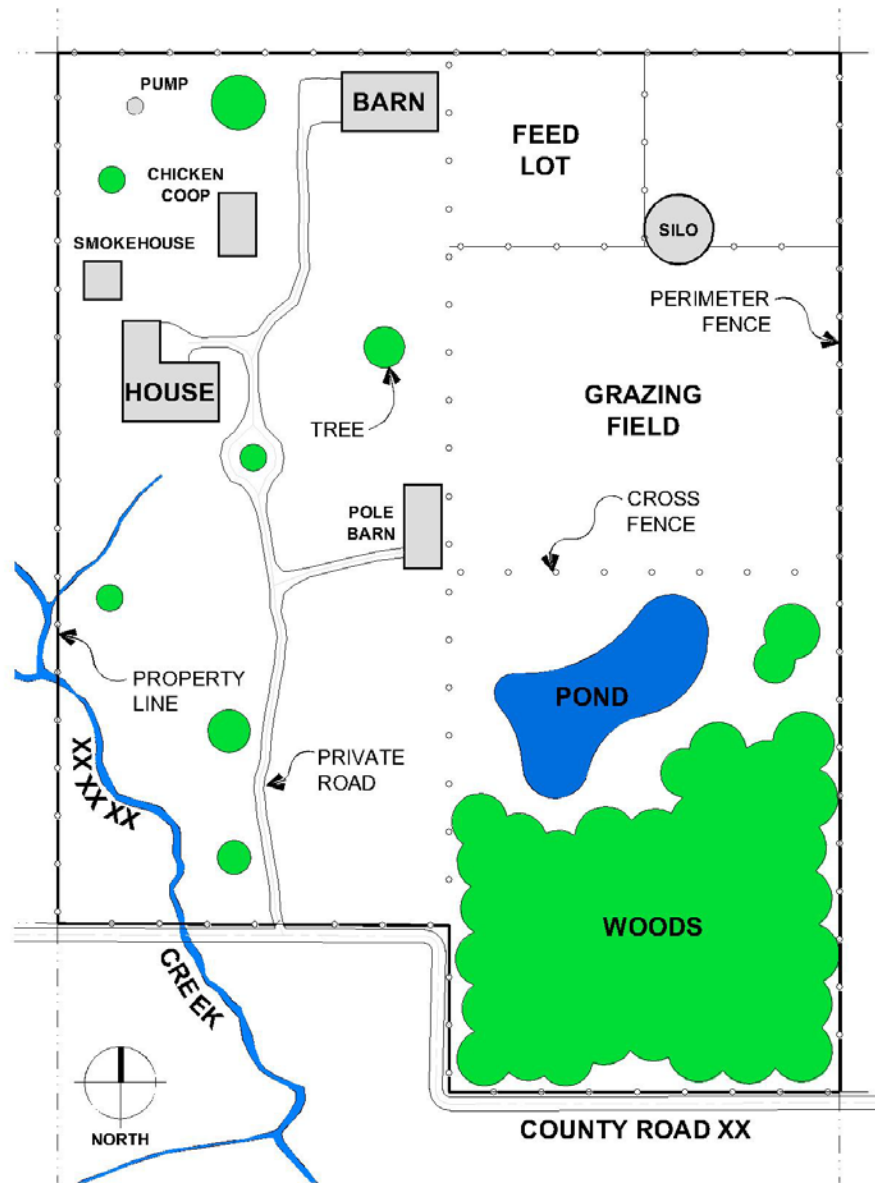 PUMP
BARN
FEED
LOT
CHICKEN
COOP
SILO
SMOKEHOUSE
PERIMETER
FENCE
HOUSE
GRAZING
FIELD
TREE
CROSS
FENCE
POLE
BARN
PROPERTY
LINE
POND
PRIVATE
ROAD
XX XX XX
WOODS
CREEK
NORTH
COUNTY ROAD XX